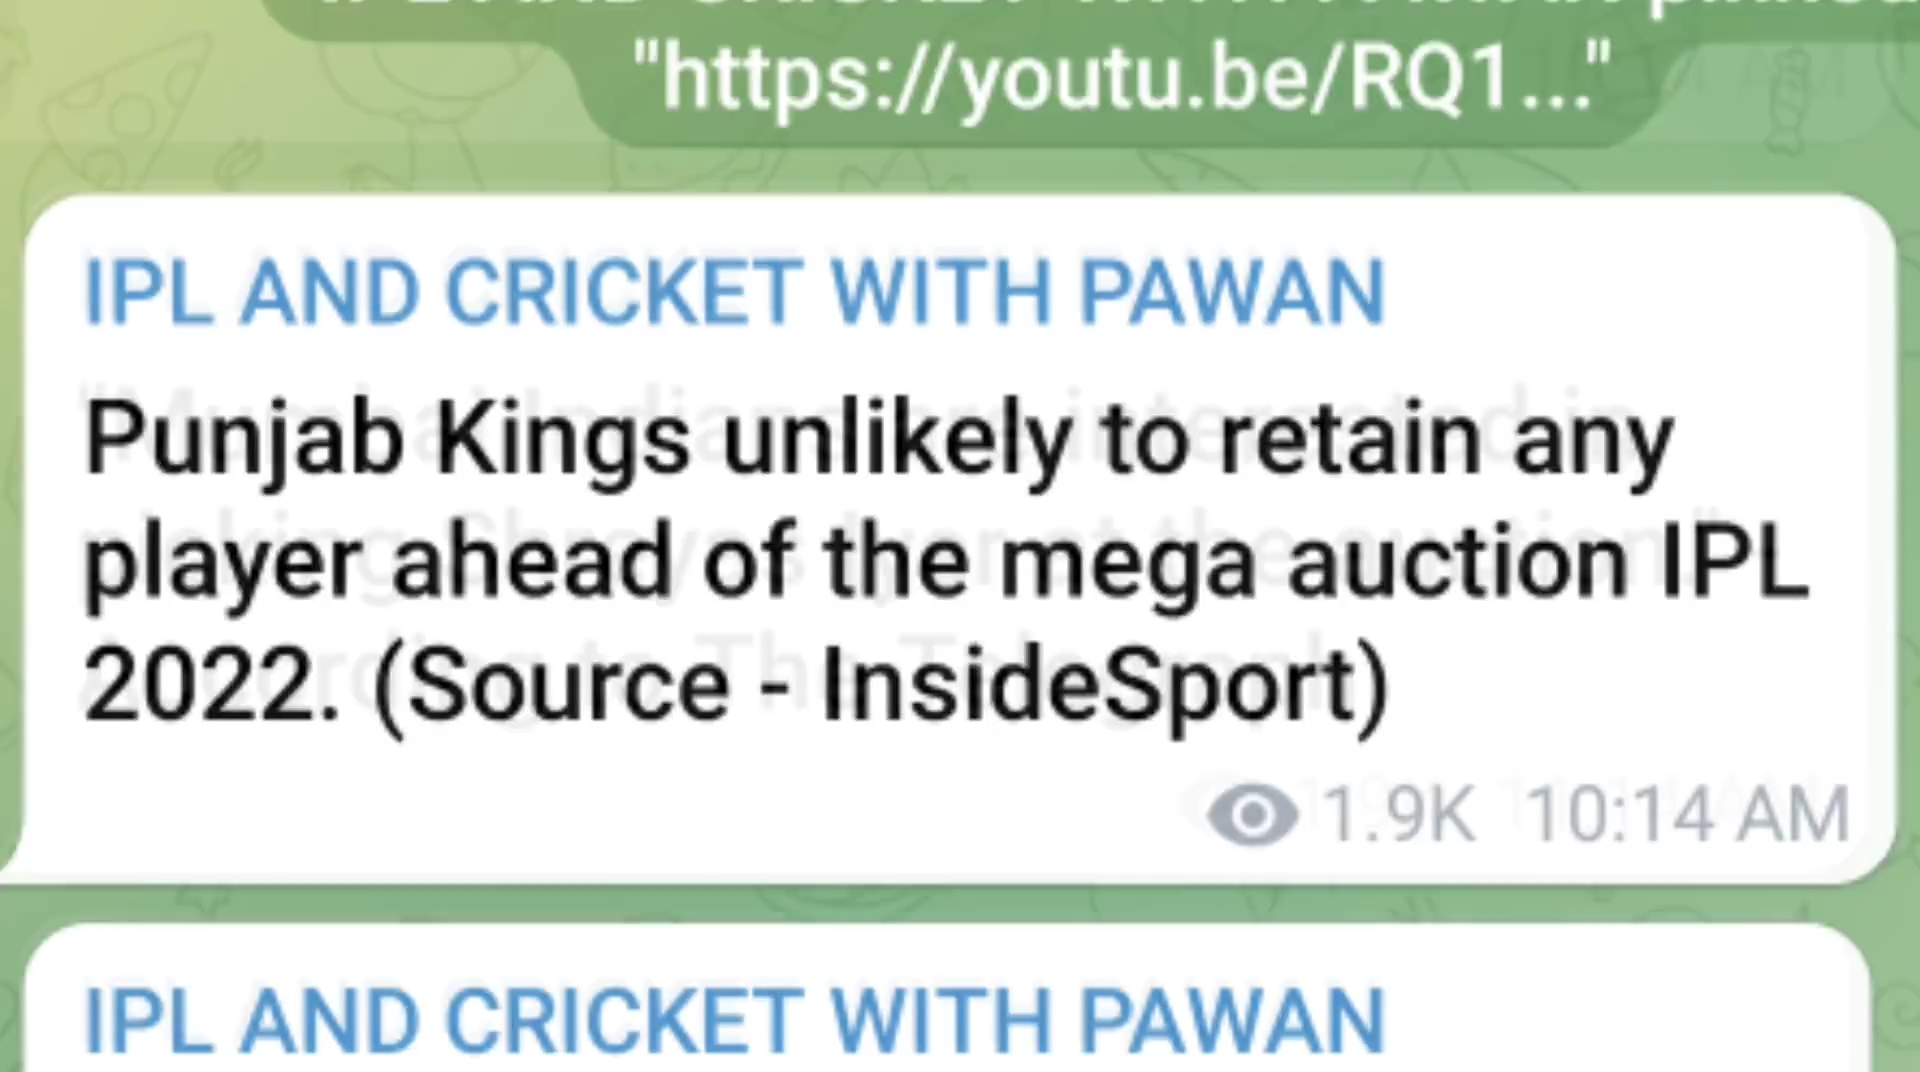 "https://youtu.be/RQ1..."
IPL AND CRICKET WITH PAWAN
Punjab Kings unlikely to retain any
player ahead of the mega auction IPL
2022. (Source - InsideSport)
1.9K 10:14 AM
IPL AND CRICKET WITH PAWAN